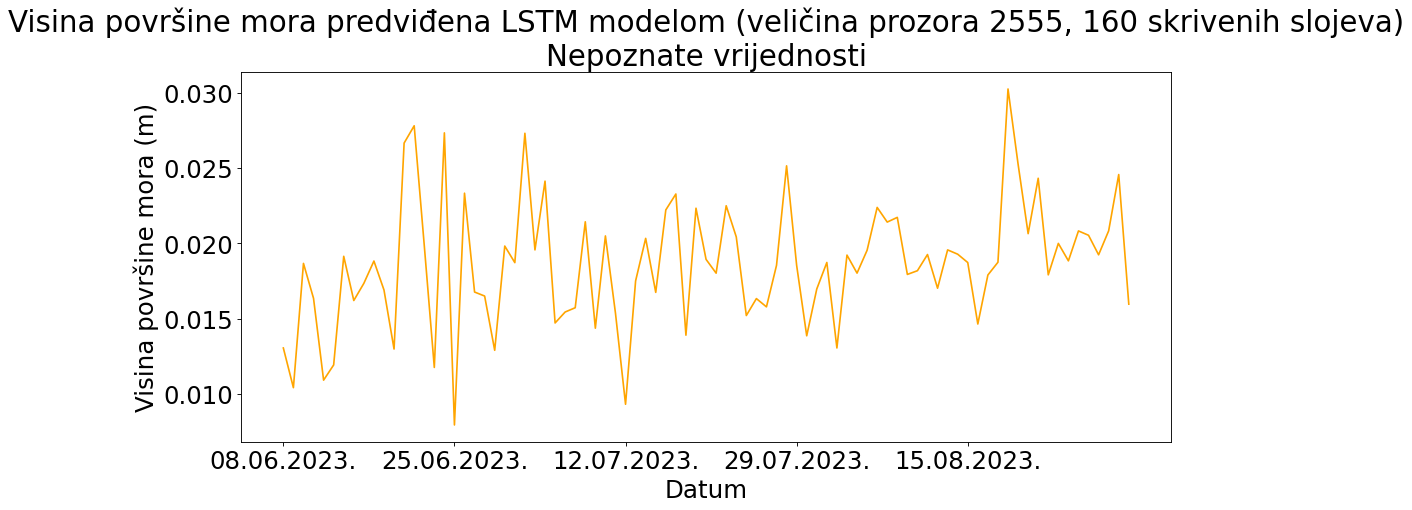 Visina površine mora predviđena LSTM modelom (veličina prozora 2555, 160 skrivenih slojeva)
Nepoznate vrijednosti
Visina površine mora (m)
0.030
0.025
0.020
0.015
0.010
08.06.2023. 25.06.2023. 12.07.2023. 29.07.2023. 15.08.2023.
Datum